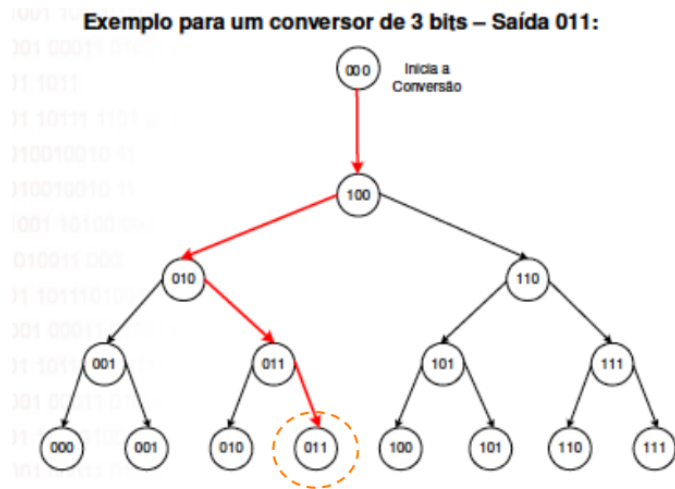 Exemplo para um conversor de 3 bits – Saída 011:
000
Inicia a
Conversão
100
010 110
001 011 101 111
000 001 010 011 100 101 110 111